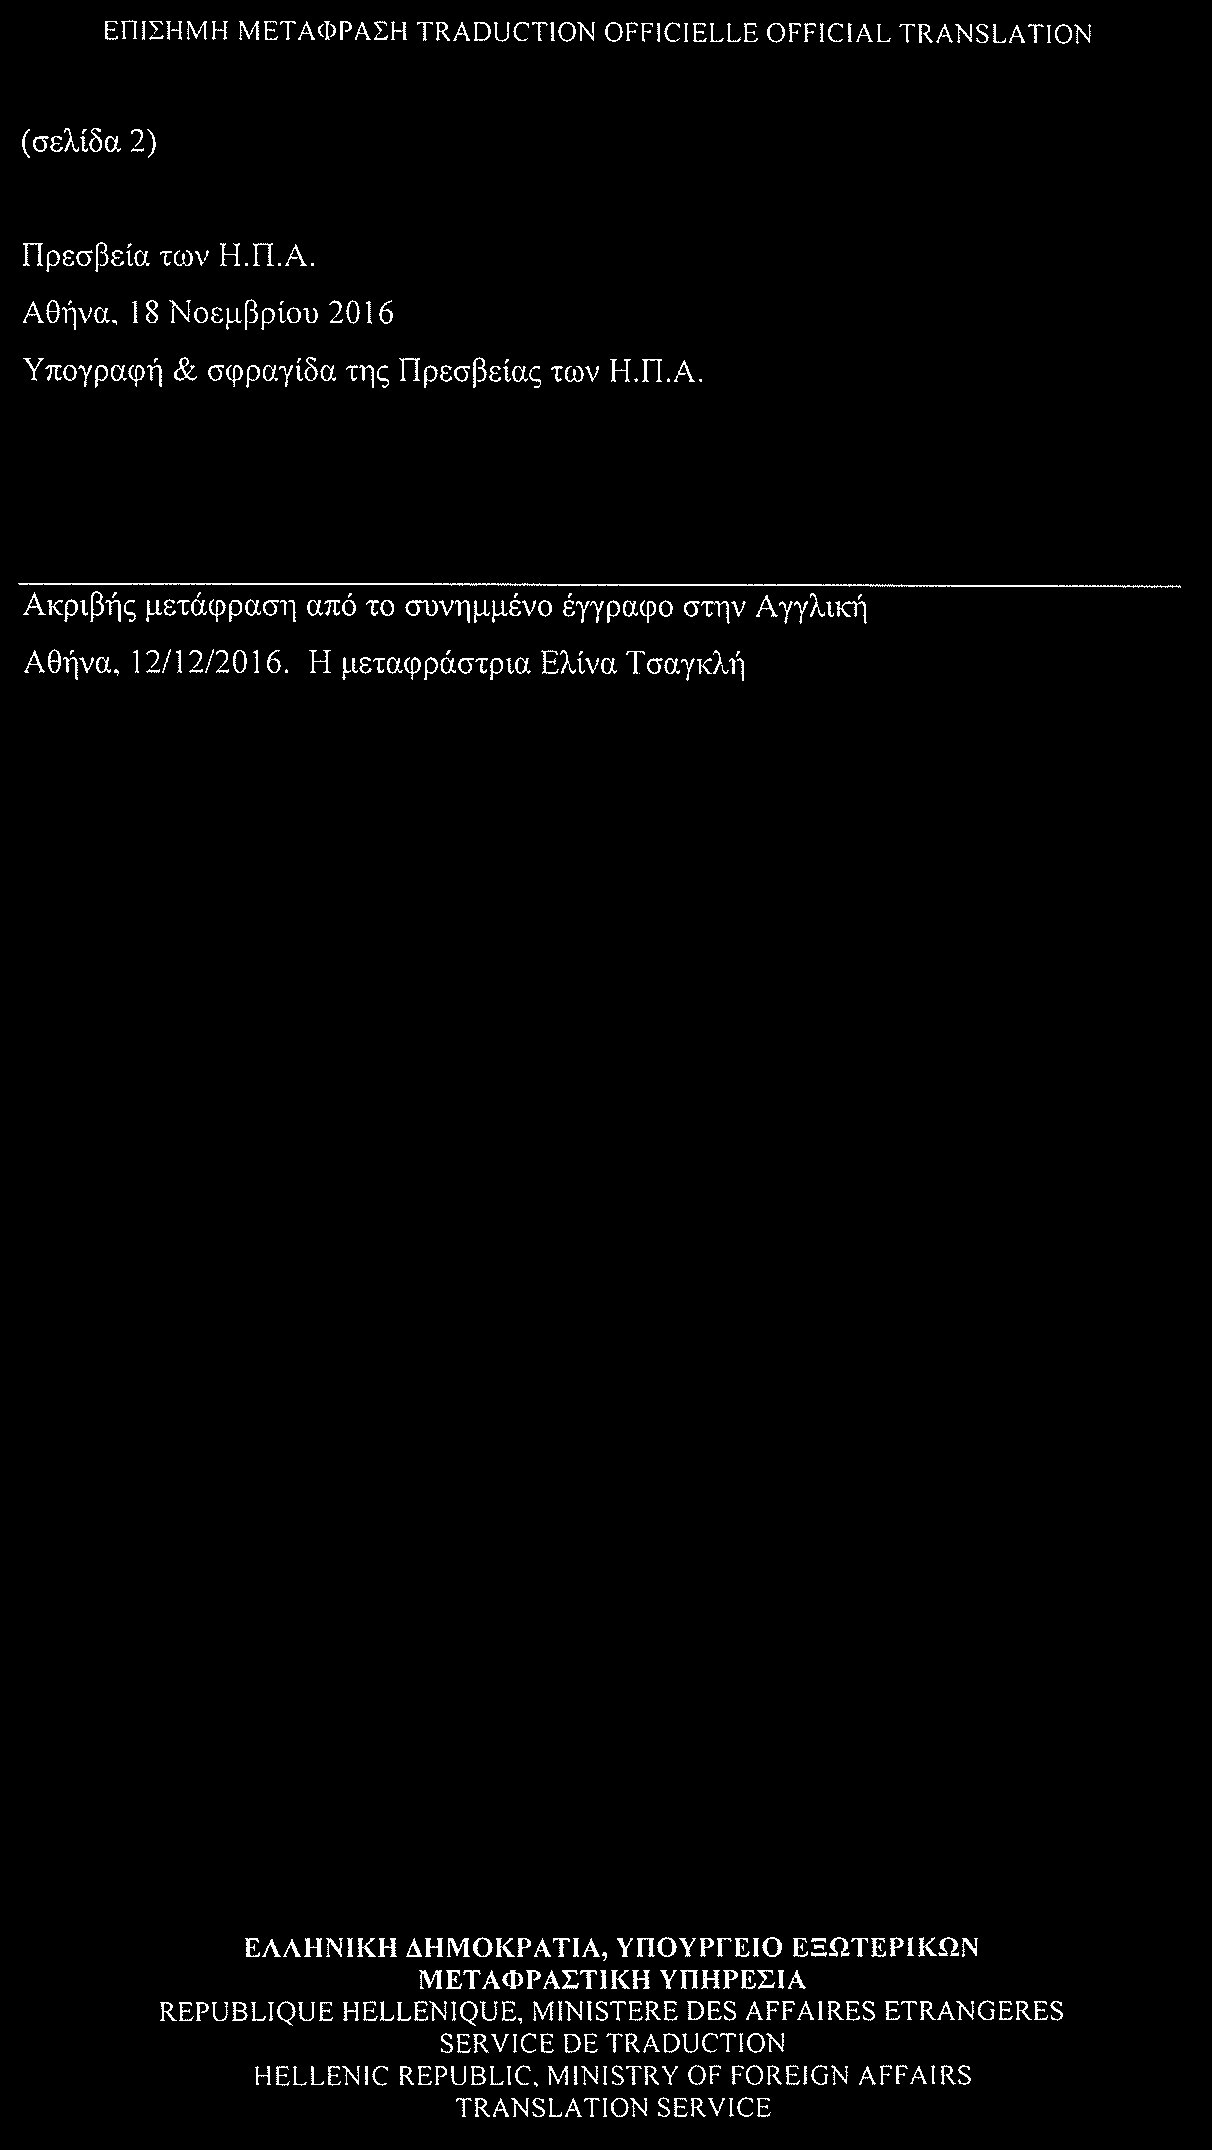 ΕΠΙΣΗΜΗ ΜΕΤΑΦΡΑΣΗ TRADUCTION OFFICIELLE OFFICIAL TRANSLATION
(σελίδα 2)
Πρεσβεία των Η.Π.Α.
Αθήνα, 18 Νοεμβρίου 2016
Υπογραφή & σφραγίδα της Πρεσβείας των Η.Π.Α.
Ακριβής μετάφραση από το συνημμένο έγγραφο στην Αγγλική
Αθήνα, 12/12/2016. Η μεταφράστρια Ελίνα Τσαγκλή
ΕΛΛΗΝΙΚΗ ΔΗΜΟΚΡΑΤΙΑ, ΥΠΟΥΡΓΕΙΟ ΕΞΩΤΕΡΙΚΩΝ
ΜΕΤΑΦΡΑΣΤΙΚΗ ΥΠΗΡΕΣΙΑ
REPUBLIQUE HELLENIQUE, MINISTERE DES AFFAIRES ETRANGERES
SERVICE DE TRADUCTION
HELLENIC REPUBLIC, MINISTRY OF FOREIGN AFFAIRS
TRANSLATION SERVICE